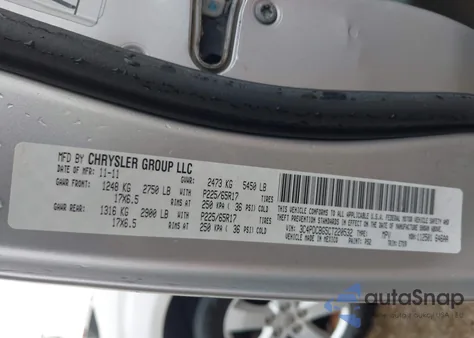 MFD BY CHRYSLER GROUP LLC
DATE OF MFR: 11-11 GVWR: 2473 KG 5450 LB
GAWR FRONT: 1248 KG 2750 LB WITH P225/65R17
17X6.5 RIMS AT 250 KPA ( 36 PSI) COLD
GAWR REAR: 1316 KG 2900 LB WITH P225/65R17
17X6.5 RIMS AT 250 KPA ( 36 PSI) COLD
THIS VEHICLE CONFORMS TO ALL APPLICABLE
U.S.A. FEDERAL MOTOR VEHICLE SAFETY AND
THEFT PREVENTION STANDARDS IN EFFECT ON THE DATE OF
MANUFACTURE SHOWN ABOVE.
VIN: TYPE: MPV
MADE IN MEXICO PAINT: PS2 TRIM:
autoSnap